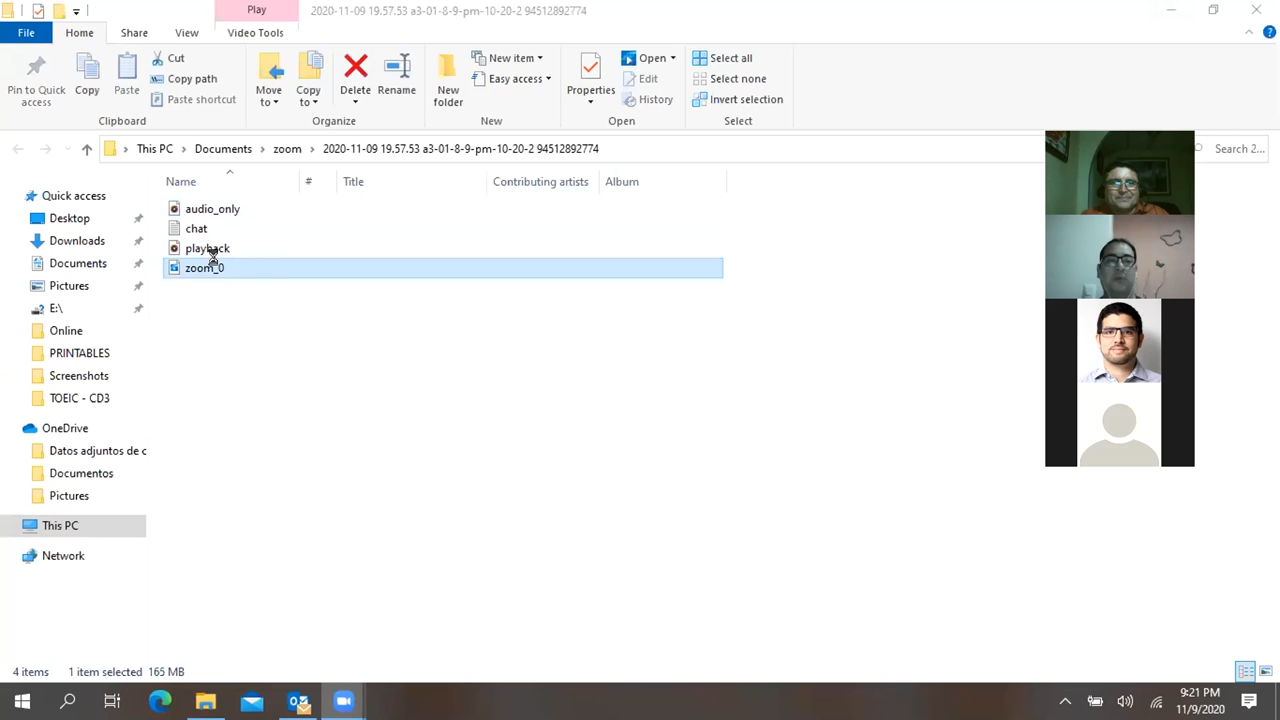 Play
2020-11-09 19.57.53 a3-01-8-9-pm-10-20-2 94512892774
File
Home
Share
View
Video Tools
Pin to Quick access
Copy
Paste
Cut
Copy path
Paste shortcut
Clipboard
Move to
Copy to
Delete
Rename
Organize
New folder
New item
Easy access
New
Properties
Open
Edit
History
Open
Select all
Select none
Invert selection
Select
This PC
Documents
zoom
2020-11-09 19.57.53 a3-01-8-9-pm-10-20-2 94512892774
Search 2...
Name
#
Title
Contributing artists
Album
Quick access
Desktop
Downloads
Documents
Pictures
E:\
Online
PRINTABLES
Screenshots
TOEIC - CD3
OneDrive
Datos adjuntos de c
Documentos
Pictures
This PC
Network
audio_only
chat
playback
zoom_0
4 items
1 item selected
165 MB
9:21 PM
11/9/2020